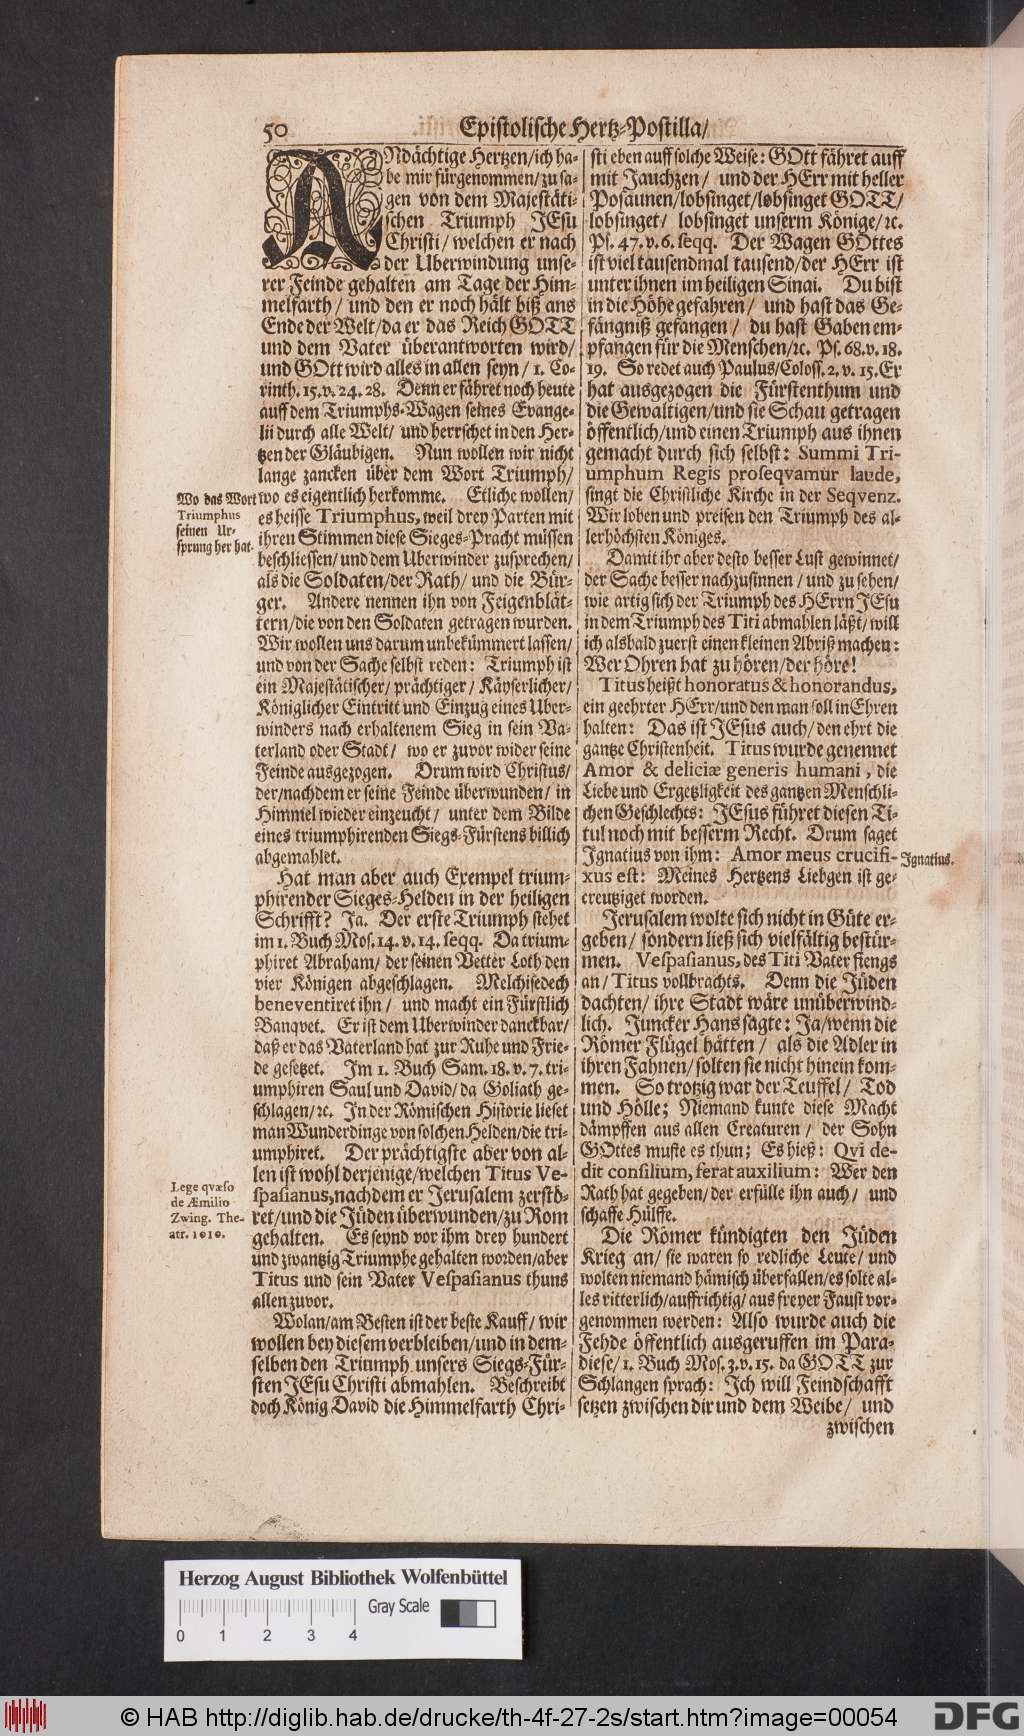 50 Epistolische Hertz-Postilla/
ANdächtige Hertzen/ ich ha-
be mir fürgenommen/ zu sa-
gen von dem Majestäti-
schen Triumph JESu
Christi/ welchen er nach
der Uberwindung unse-
rer Feinde gehalten am Tage der Him-
melfarth/ und den er noch hält biß ans
Ende der Welt/ da er das Reich GOTT
und dem Vater überantworten wird/
und GOtt wird alles in allen seyn/ 1. Co-
rinth. 15. v. 24. 28. Denn er fähret noch heute
auff dem Triumphs-Wagen seines Evange-
lii durch alle Welt/ und herrschet in den Her-
tzen der Gläubigen. Nun wollen wir nicht
lange zancken über dem Wort Triumph/
wo es eigentlich herkomme. Etliche wollen/
es heisse Triumphus, weil drey Parten mit
ihren Stimmen diese Sieges-Pracht müssen
beschliessen/ und dem Uberwinder zusprechen/
als die Soldaten/ der Rath/ und die Bür-
ger. Andere nennen ihn von Feigenblät-
tern/ die von den Soldaten getragen wurden.
Wir wollen uns darum unbekümmert lassen/
und von der Sache selbst reden: Triumph ist
ein Majestätischer/ prächtiger/ Käyserlicher/
Königlicher Eintritt und Einzug eines Uber-
winders nach erhaltenem Sieg in sein Va-
terland oder Stadt/ wo er zuvor wider seine
Feinde ausgezogen. Drum wird Christus/
der/ nachdem er seine Feinde überwunden/ in
Himmel wieder einzeucht/ unter dem Bilde
eines triumphirenden Siegs-Fürstens billich
abgemahlet.
Hat man aber auch Exempel trium-
phirender Sieges-Helden in der heiligen
Schrifft? Ja. Der erste Triumph stehet
im 1. Buch Mos. 14. v. 14. seqq. Da trium-
phiret Abraham/ der seinen Vetter Loth den
vier Königen abgeschlagen. Melchisedech
beneventiret ihn/ und macht ein Fürstlich
Banqvet. Er ist dem Uberwinder danckbar/
daß er das Vaterland hat zur Ruhe und Frie-
de gesetzet. Im 1. Buch Sam. 18. v. 7. tri-
umphiren Saul und David/ da Goliath ge-
schlagen/ ꝛc. In der Römischen Historie lieset
man Wunderdinge von solchen Helden/ die tri-
umphiret. Der prächtigste aber von al-
len ist wohl derjenige/ welchen Titus Ve-
spasianus, nachdem er Jerusalem zerstö-
ret/ und die Jüden überwunden/ zu Rom
gehalten. Es seynd vor ihm drey hundert
und zwantzig Triumphe gehalten worden/ aber
Titus und sein Vater Vespasianus thuns
allen zuvor.
Wolan/ am Besten ist der beste Kauff/ wir
wollen bey diesem verbleiben/ und in dem-
selben den Triumph unsers Siegs-Für-
sten JESu Christi abmahlen. Beschreibt
doch König David die Himmelfarth Chri-
Wo das Wort
Triumphus
seinen Ur-
sprung her hat.
Lege qvæso
de Æmilio
Zwing. The-
atr. 1010.
sti eben auff solche Weise: GOtt fähret auff
mit Jauchzen/ und der HErr mit heller
Posaunen/ lobsinget/ lobsinget GOTT/
lobsinget/ lobsinget unserm Könige/ ꝛc.
Ps. 47. v. 6. seqq. Der Wagen GOttes
ist viel tausendmal tausend/ der HErr ist
unter ihnen im heiligen Sinai. Du bist
in die Höhe gefahren/ und hast das Ge-
fängniß gefangen/ du hast Gaben em-
pfangen für die Menschen/ ꝛc. Ps. 68. v. 18.
19. So redet auch Paulus/ Coloss. 2. v. 15. Er
hat ausgezogen die Fürstenthum und
die Gewaltigen/ und sie Schau getragen
öffentlich/ und einen Triumph aus ihnen
gemacht durch sich selbst: Summi Tri-
umphum Regis proseqvamur laude,
singt die Christliche Kirche in der Seqvenz.
Wir loben und preisen den Triumph des al-
lerhöchsten Königes.
Damit ihr aber desto besser Lust gewinnet/
der Sache besser nachzusinnen/ und zu sehen/
wie artig sich der Triumph des HErrn JEsu
in dem Triumph des Titi abmahlen läßt/ will
ich alsbald zuerst einen kleinen Abriß machen:
Wer Ohren hat zu hören/ der höre!
Titus heißt honoratus & honorandus,
ein geehrter HErr/ und den man soll in Ehren
halten: Das ist JEsus auch/ den ehrt die
gantze Christenheit. Titus wurde genennet
Amor & deliciæ generis humani, die
Liebe und Ergetzligkeit des gantzen Menschli-
chen Geschlechts: JEsus führet diesen Ti-
tul noch mit besserm Recht. Drum saget
Ignatius von ihm: Amor meus crucifi-
xus est: Meines Hertzens Liebgen ist ge-
creutziget worden.
Jerusalem wolte sich nicht in Güte er-
geben/ sondern ließ sich vielfältig bestür-
men. Vespasianus, des Titi Vater fiengs
an/ Titus vollbrachts. Denn die Jüden
dachten/ ihre Stadt wäre unüberwind-
lich. Juncker Hans sagte: Ja/ wenn die
Römer Flügel hätten/ als die Adler in
ihren Fahnen/ solten sie nicht hinein kom-
men. So trotzig war der Teuffel/ Tod
und Hölle; Niemand kunte diese Macht
dämpffen aus allen Creaturen/ der Sohn
GOttes muste es thun; Es hieß: Qvi de-
dit consilium, ferat auxilium: Wer den
Rath hat gegeben/ der erfülle ihn auch/ und
schaffe Hülffe.
Die Römer kündigten den Jüden
Krieg an/ sie waren so redliche Leute/ und
wolten niemand hämisch überfallen/ es solte al-
les ritterlich/ auffrichtig/ aus freyer Faust vor-
genommen werden: Also wurde auch die
Fehde öffentlich ausgeruffen im Para-
diese/ 1. Buch Mos. 3. v. 15. da GOTT zur
Schlangen sprach: Ich will Feindschafft
setzen zwischen dir und dem Weibe/ und
zwischen
Ignatius.
Herzog August Bibliothek Wolfenbüttel
Gray Scale
0 1 2 3 4
© HAB http://diglib.hab.de/drucke/th-4f-27-2s/start.htm?image=00054
DFG